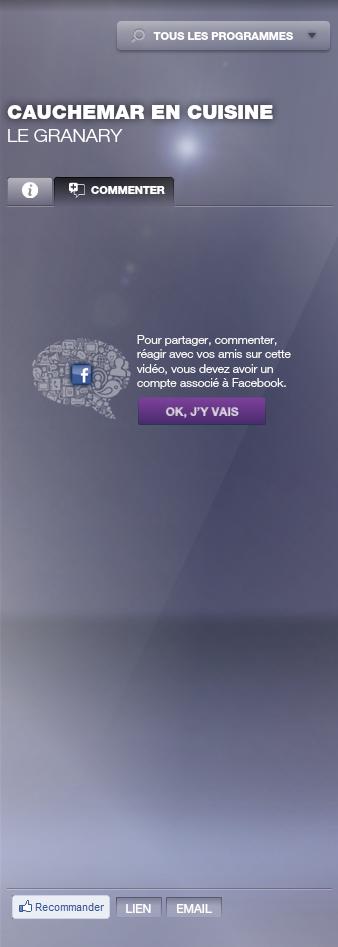 TOUS LES PROGRAMMES
CAUCHEMAR EN CUISINE
LE GRANARY
COMMENTER
Pour partager, commenter,
réagir avec vos amis sur cette
vidéo, vous devez avoir un
compte associé à Facebook.
OK, J'Y VAIS
Recommander
LIEN
EMAIL